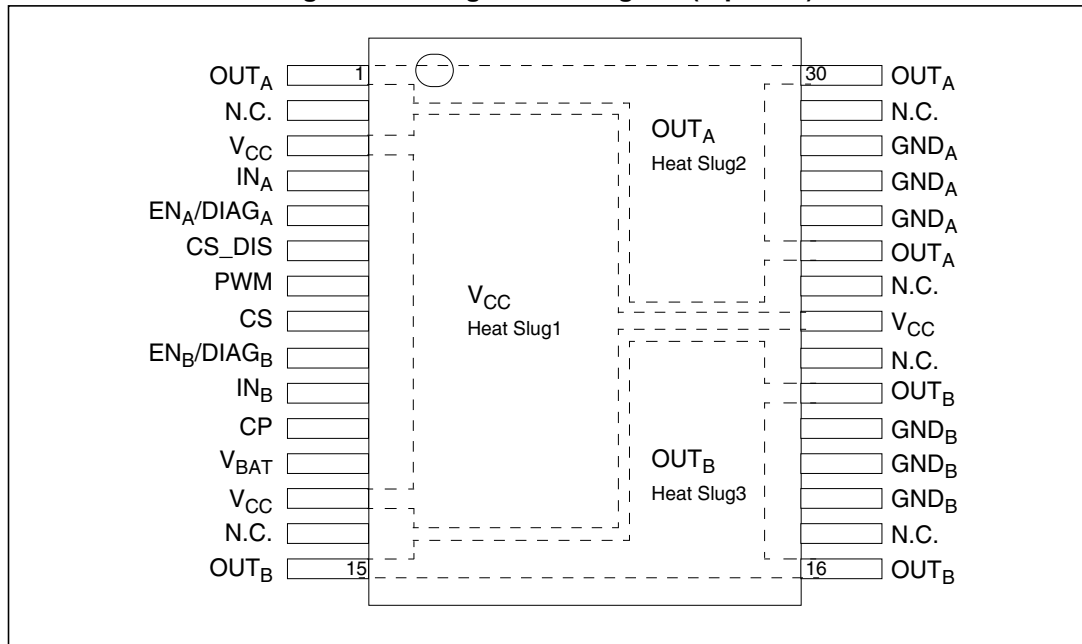 OUTA 1
N.C.
VCC
INA
ENA/DIAGA
CS_DIS
PWM
CS
ENB/DIAGB
INB
CP
VBAT
VCC
N.C.
OUTB 15
VCC
Heat Slug1
OUTA
Heat Slug2
OUTB
Heat Slug3
30 OUTA
N.C.
GNDA
GNDA
GNDA
OUTA
N.C.
VCC
N.C.
OUTB
GNDB
GNDB
GNDB
N.C.
16 OUTB